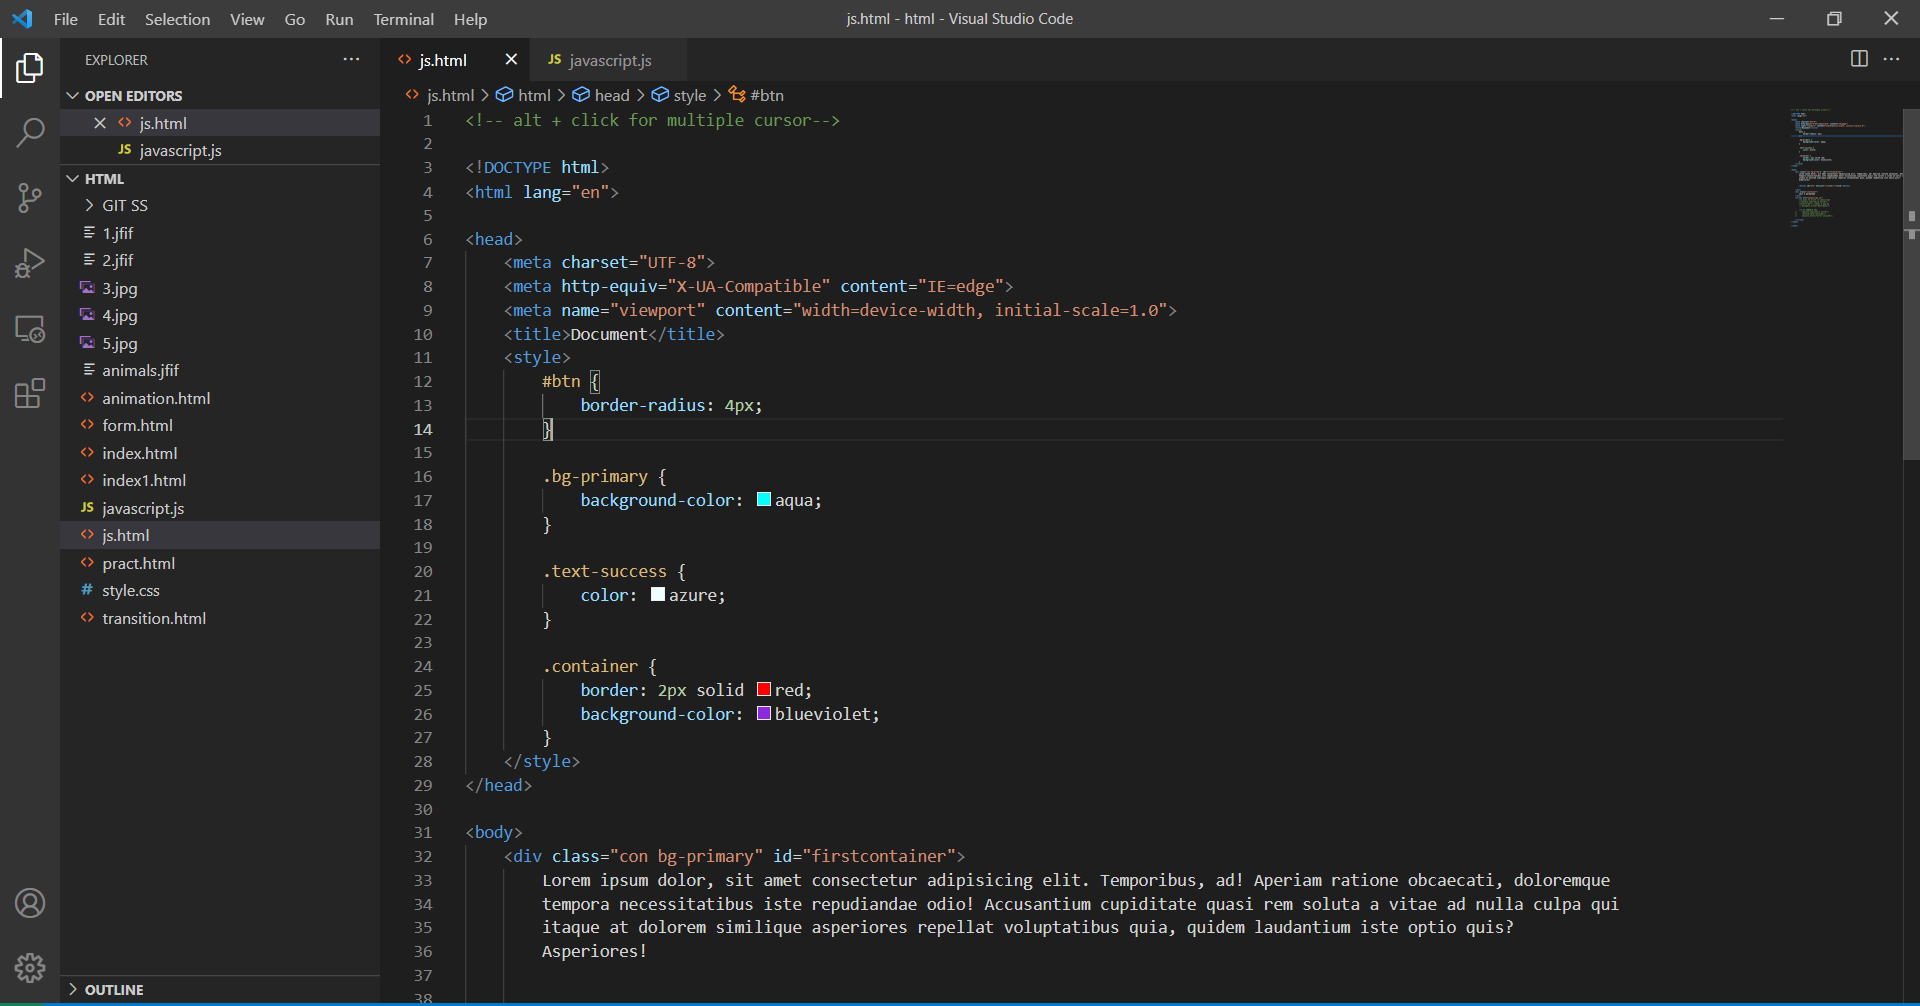 File Edit Selection View Go Run Terminal Help
js.html - html - Visual Studio Code
EXPLORER
OPEN EDITORS
js.html
JS javascript.js
HTML
GIT SS
1.jfif
2.jfif
3.jpg
4.jpg
5.jpg
animals.jfif
animation.html
form.html
index.html
index1.html
JS javascript.js
js.html
pract.html
# style.css
transition.html
OUTLINE
js.html
JS javascript.js
js.html > html > head > style > #btn
1 <!-- alt + click for multiple cursor-->
2
3 <!DOCTYPE html>
4 <html lang="en">
5
6 <head>
7 <meta charset="UTF-8">
8 <meta http-equiv="X-UA-Compatible" content="IE=edge">
9 <meta name="viewport" content="width=device-width, initial-scale=1.0">
10 <title>Document</title>
11 <style>
12 #btn {
13 border-radius: 4px;
14 }
15
16 .bg-primary {
17 background-color: aqua;
18 }
19
20 .text-success {
21 color: azure;
22 }
23
24 .container {
25 border: 2px solid red;
26 background-color: blueviolet;
27 }
28 </style>
29 </head>
30
31 <body>
32 <div class="con bg-primary" id="firstcontainer">
33 Lorem ipsum dolor, sit amet consectetur adipisicing elit. Temporibus, ad! Aperiam ratione obcaecati, doloremque
34 tempora necessitatibus iste repudiandae odio! Accusantium cupiditate quasi rem soluta a vitae ad nulla culpa qui
35 itaque at dolorem similique asperiores repellat voluptatibus quia, quidem laudantium iste optio quis?
36 Asperiores!
37
38